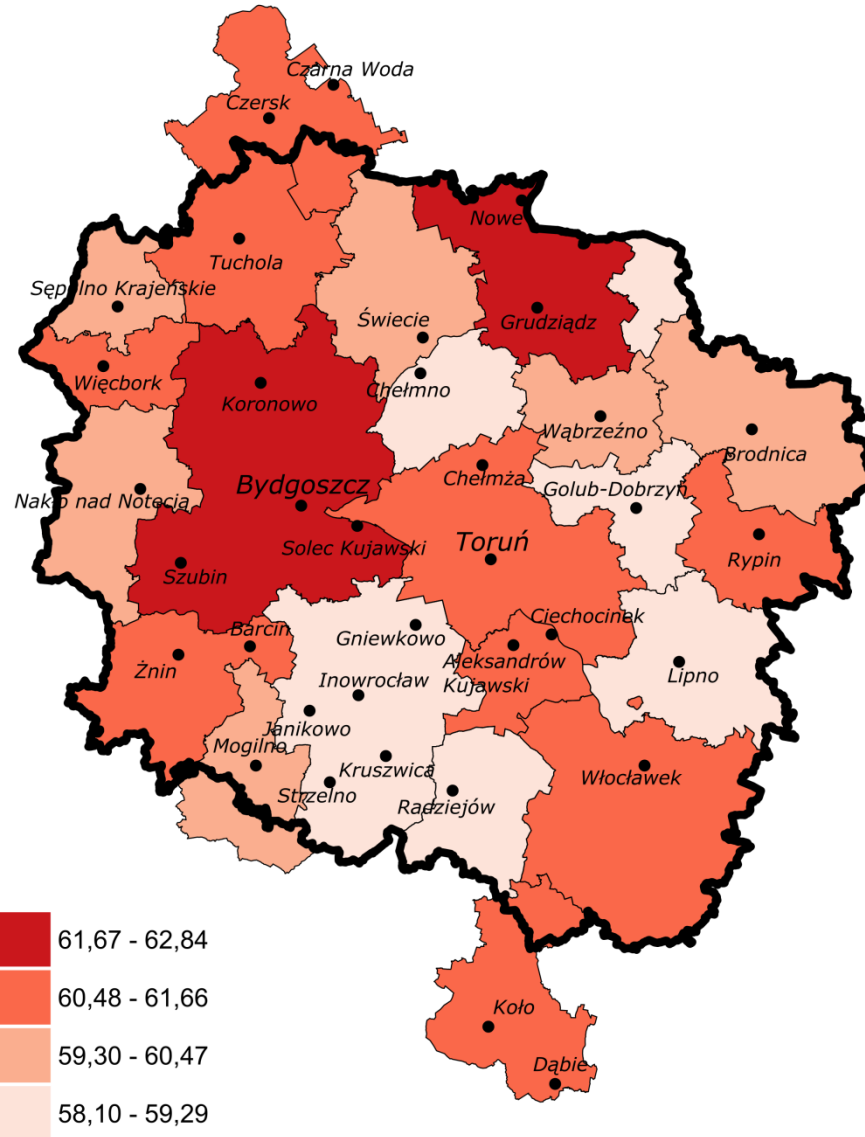 Czarna Woda
Czersk
Nowe
Tuchola
Sępolno Krajeńskie
Grudziądz
Świecie
Więcbork
Chełmno
Koronowo
Wąbrzeźno
Brodnica
Chełmża
Bydgoszcz
Golub-Dobrzyń
Nakło nad Notecią
Solec Kujawski
Toruń
Rypin
Szubin
Ciechocinek
Barcin
Gniewkowo
Żnin
Aleksandrów
Kujawski
Lipno
Inowrocław
Janikowo
Mogilno
Kruszwica
Włocławek
Strzelno
Radziejów
61,67 - 62,84
60,48 - 61,66
59,30 - 60,47
58,10 - 59,29
Koło
Dąbie